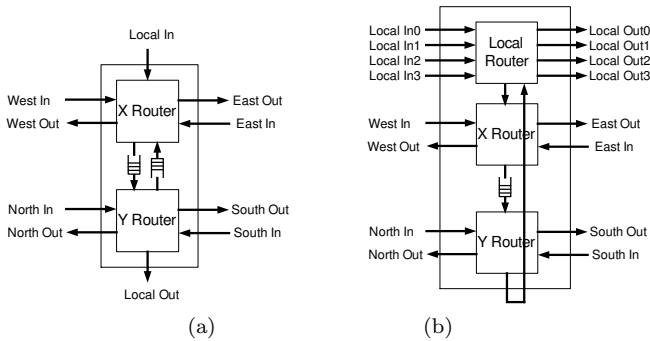 Local In
West In
West Out
X Router
East Out
East In
North In
North Out
Y Router
South Out
South In
Local Out
(a)
Local In0
Local In1
Local In2
Local In3
Local
Router
Local Out0
Local Out1
Local Out2
Local Out3
West In
West Out
X Router
East Out
East In
North In
North Out
Y Router
South Out
South In
(b)